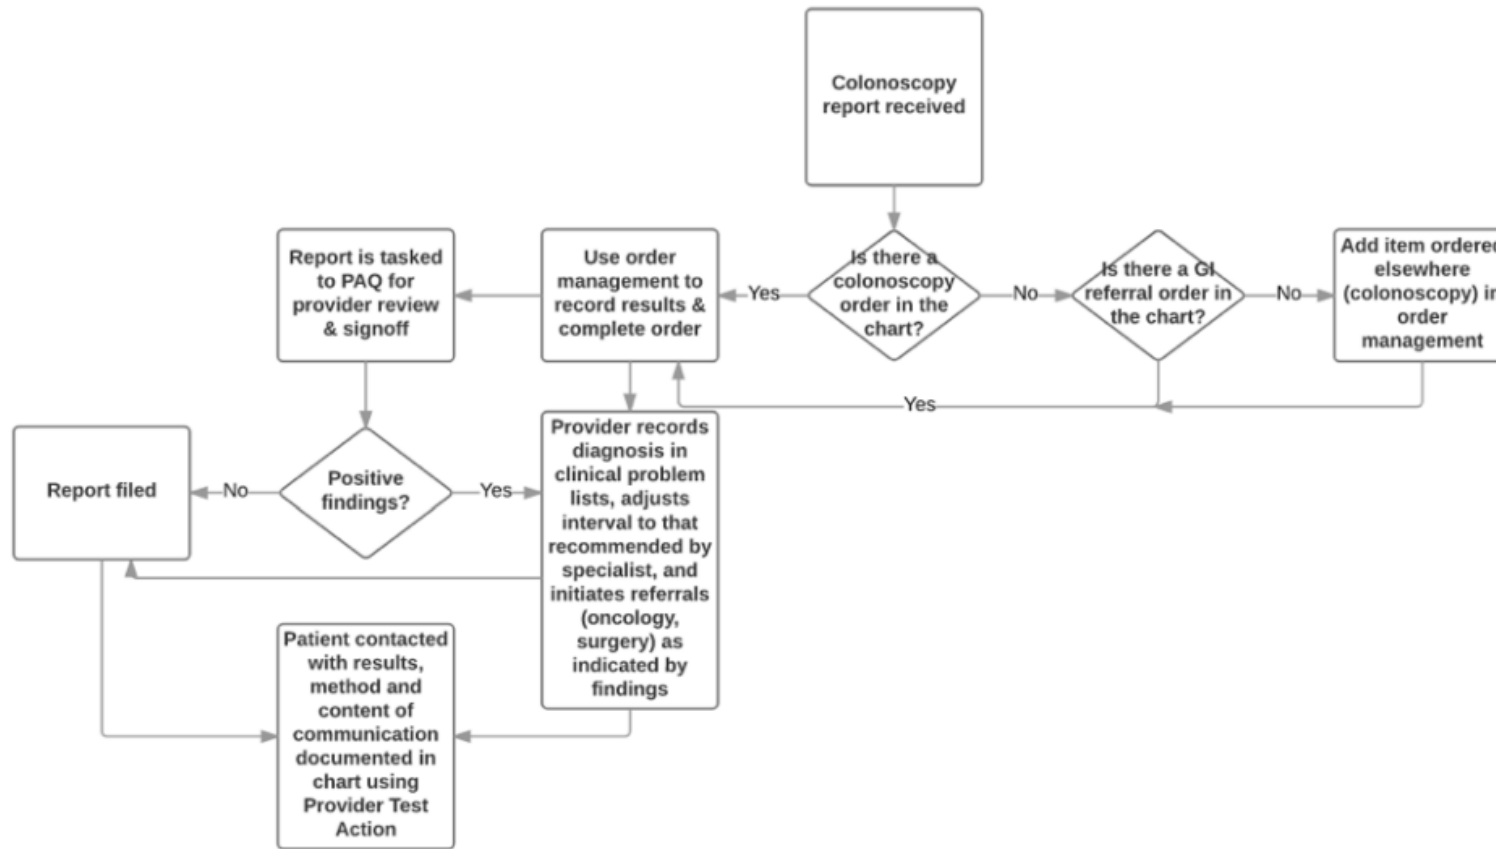 Colonoscopy
report received
Report is tasked
to PAQ for
provider review
& signoff
Use order
management to
record results &
complete order
Yes
Is there a
colonoscopy
order in the
chart?
No
Is there a GI
referral order in
the chart?
No
Add item ordered
elsewhere
(colonoscopy) in
order
management
Yes
Report filed
No
Positive
findings?
Yes
Provider records
diagnosis in
clinical problem
lists, adjusts
interval to that
recommended by
specialist, and
initiates referrals
(oncology,
surgery) as
indicated by
findings
Patient contacted
with results,
method and
content of
communication
documented in
chart using
Provider Test
Action